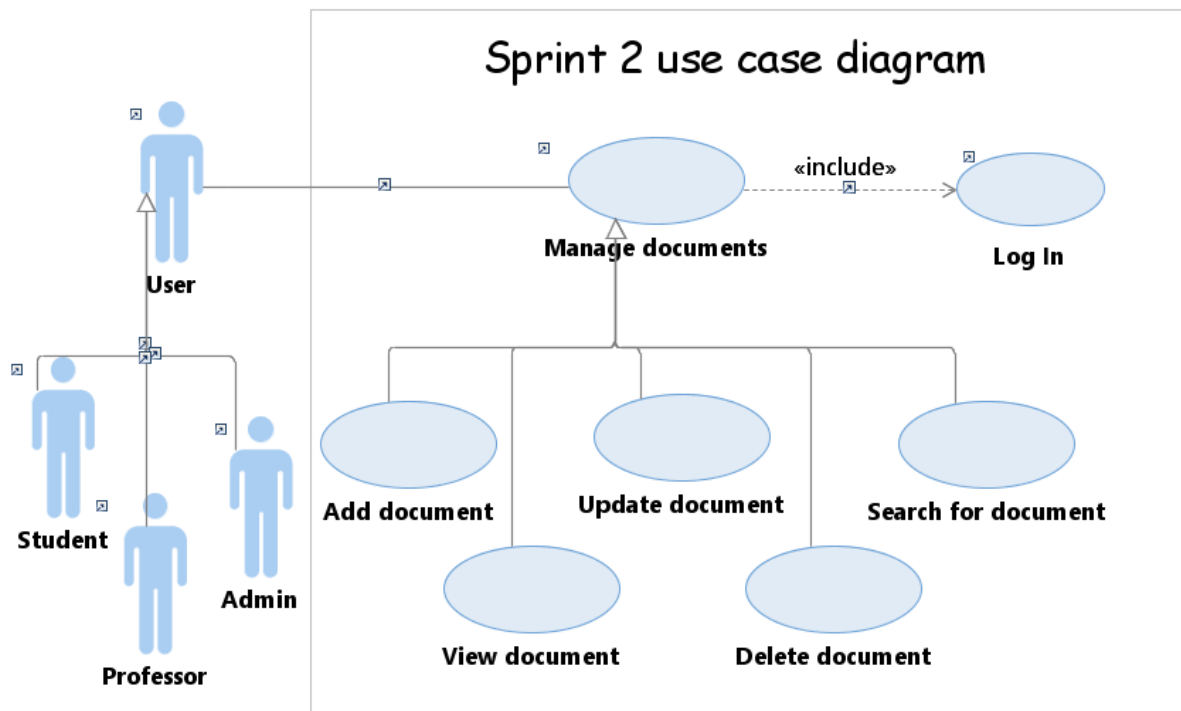 Sprint 2 use case diagram
«include»
Manage documents
Log In
User
Add document
Update document
Search for document
Student
Admin
View document
Delete document
Professor